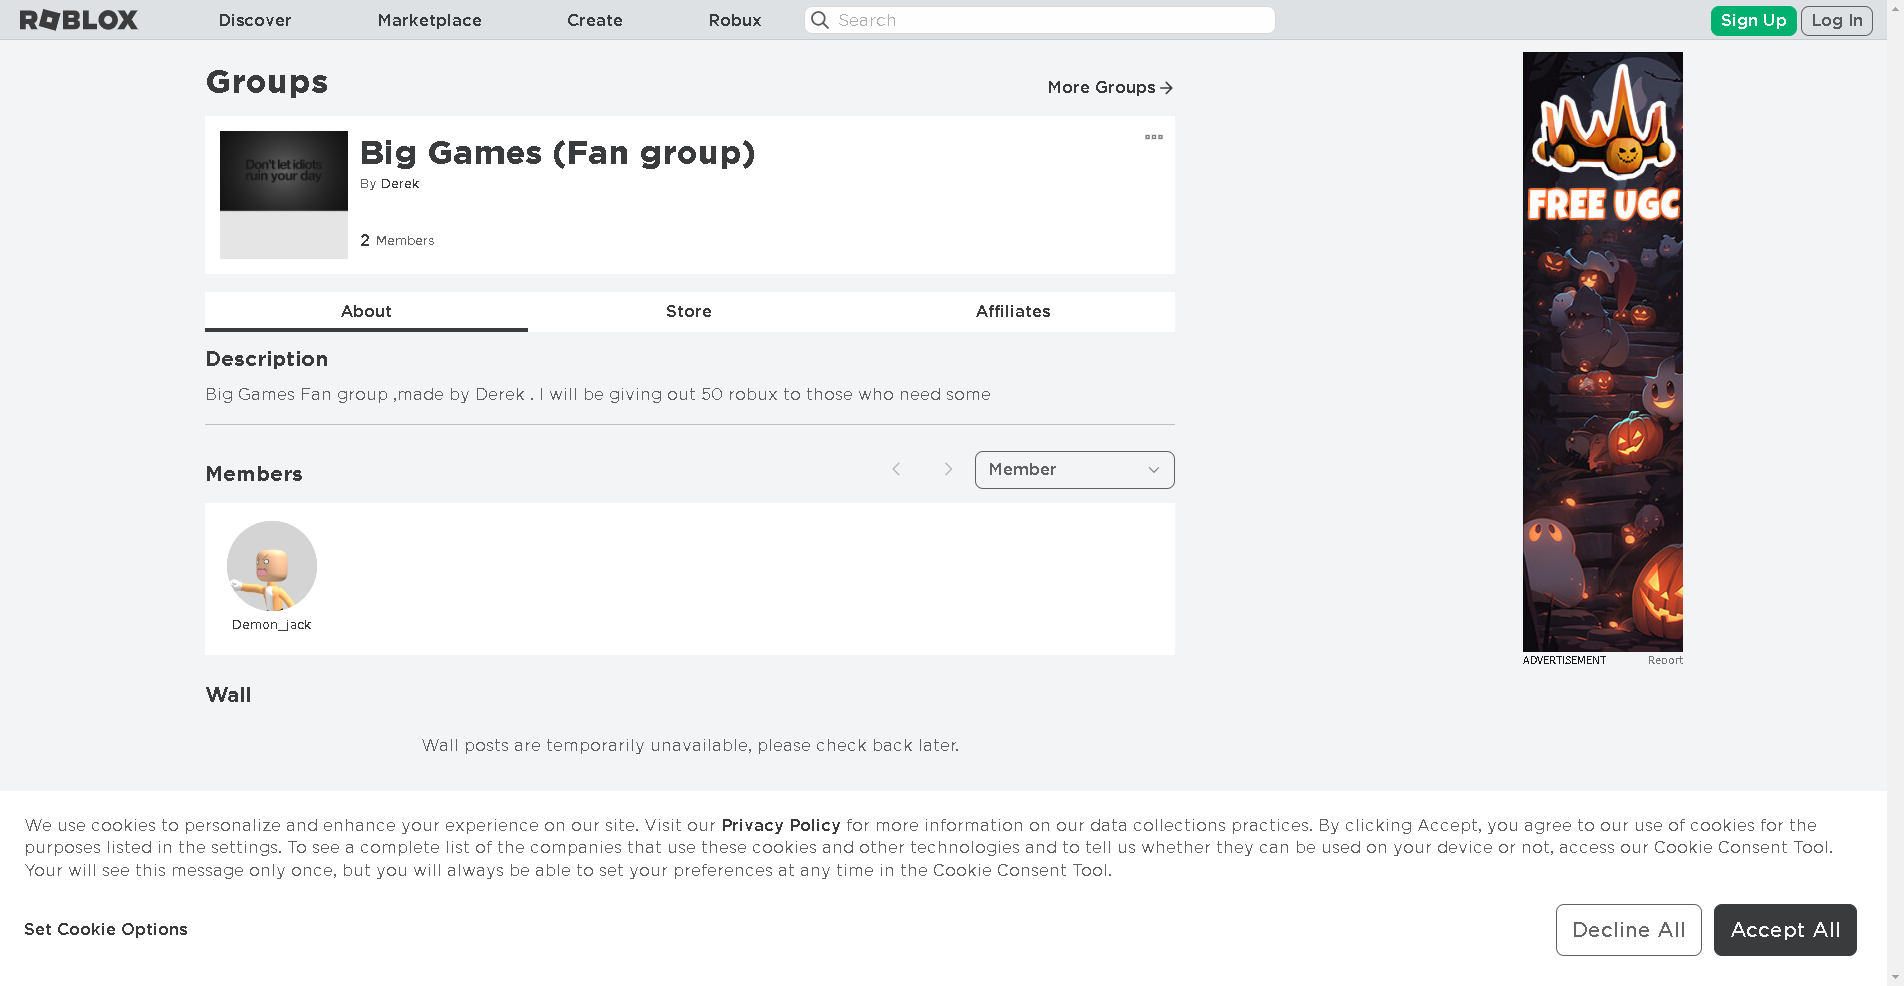 ROBLOX
Discover
Marketplace
Create
Robux
Search
Sign Up
Log In
Groups
More Groups
Don't let idiots
ruin your day
Big Games (Fan group)
By Derek
2 Members
About
Store
Affiliates
Description
Big Games Fan group ,made by Derek . I will be giving out 50 robux to those who need some
Members
Member
Demon_jack
Wall
Wall posts are temporarily unavailable, please check back later.
FREE UGC
ADVERTISEMENT
Report
We use cookies to personalize and enhance your experience on our site. Visit our Privacy Policy for more information on our data collections practices. By clicking Accept, you agree to our use of cookies for the
purposes listed in the settings. To see a complete list of the companies that use these cookies and other technologies and to tell us whether they can be used on your device or not, access our Cookie Consent Tool.
Your will see this message only once, but you will always be able to set your preferences at any time in the Cookie Consent Tool.
Set Cookie Options
Decline All
Accept All